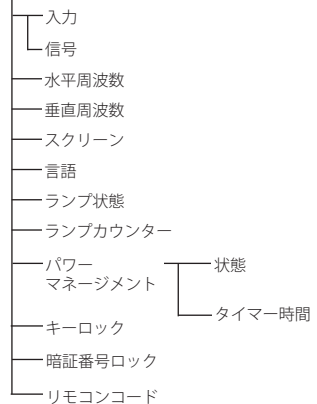 入力
信号
水平周波数
垂直周波数
スクリーン
言語
ランプ状態
ランプカウンター
パワー
マネージメント
状態
タイマー時間
キーロック
暗証番号ロック
リモコンコード